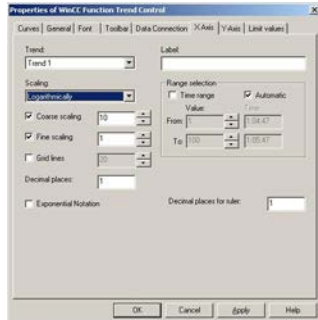 Properties of WinCC Function Trend Control
Curves General Font Toolbar Data Connection X Axis Y Axis Limit values
Trend: Label:
Trend 1
Scaling: Range selection
Logarithmically Time range Automatic
Value: Time
Coarse scaling 10 From 1
Fine scaling 1 To 100
Grid lines 20
Decimal places: 1
Exponential Notation Decimal places for ruler: 1
OK Cancel Apply Help